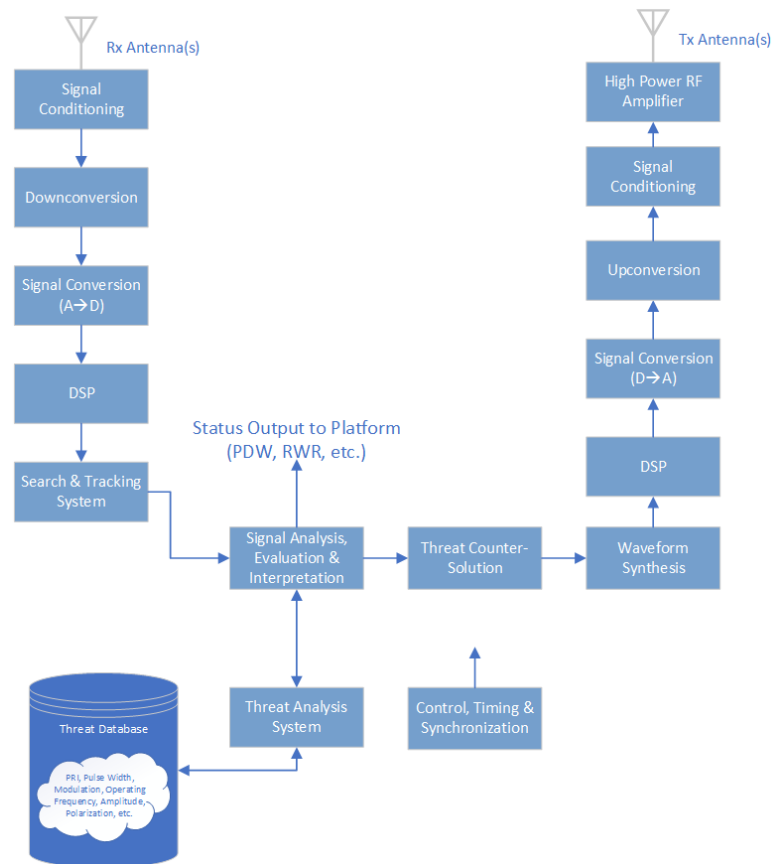 Rx Antenna(s)
Signal
Conditioning
Downconversion
Signal Conversion
(A→D)
DSP
Search & Tracking
System
Status Output to Platform
(PDW, RWR, etc.)
Signal Analysis,
Evaluation &
Interpretation
Threat Counter-
Solution
Waveform
Synthesis
DSP
Signal Conversion
(D→A)
Upconversion
Signal
Conditioning
High Power RF
Amplifier
Tx Antenna(s)
Threat Analysis
System
Control, Timing &
Synchronization
Threat Database
PRI, Pulse Width,
Modulation, Operating
Frequency, Amplitude,
Polarization, etc.